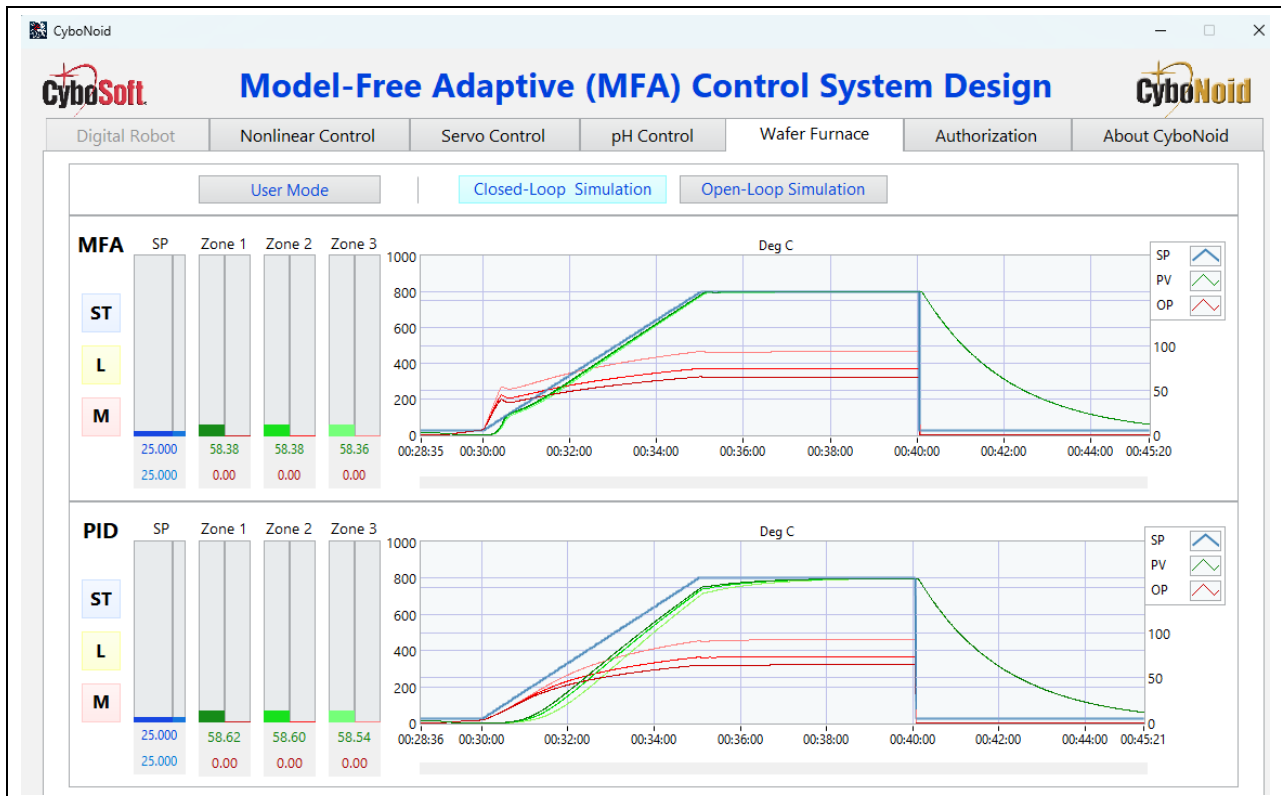 CyboNoid
CyboSoft.
Model-Free Adaptive (MFA) Control System Design
CyboNoid
Digital Robot Nonlinear Control Servo Control pH Control Wafer Furnace Authorization About CyboNoid
User Mode Closed-Loop Simulation Open-Loop Simulation
MFA SP Zone 1 Zone 2 Zone 3
ST
L
M
25.000 58.38 58.38 58.36
25.000 0.00 0.00 0.00
Deg C
1000
800
600
400
200
0
100
50
0
00:28:35 00:30:00 00:32:00 00:34:00 00:36:00 00:38:00 00:40:00 00:42:00 00:44:00 00:45:20
SP
PV
OP
PID SP Zone 1 Zone 2 Zone 3
ST
L
M
25.000 58.62 58.60 58.54
25.000 0.00 0.00 0.00
Deg C
1000
800
600
400
200
0
100
50
0
00:28:36 00:30:00 00:32:00 00:34:00 00:36:00 00:38:00 00:40:00 00:42:00 00:44:00 00:45:21
SP
PV
OP